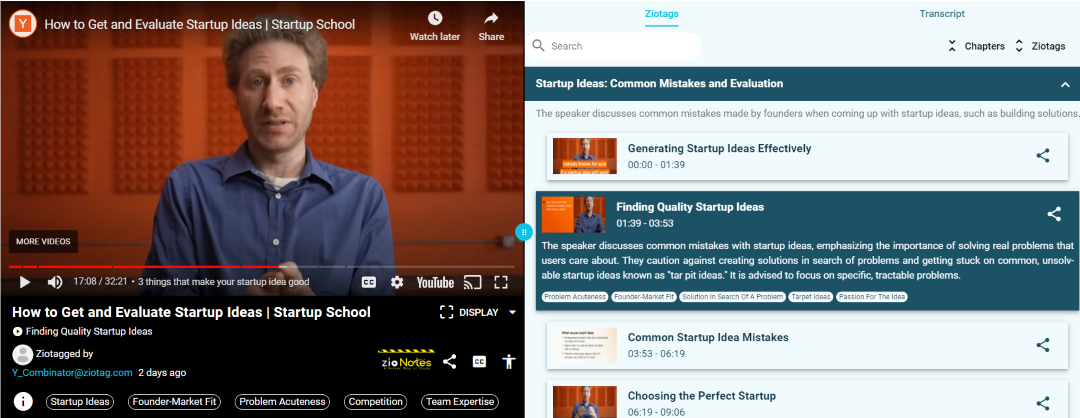 Y
How to Get and Evaluate Startup Ideas | Startup School
Watch later
Share
MORE VIDEOS
17:08 / 32:21 • 3 things that make your startup idea good
CC
YouTube
How to Get and Evaluate Startup Ideas | Startup School
DISPLAY
Finding Quality Startup Ideas
Ziotagged by
Y_Combinator@ziotag.com 2 days ago
zio Notes
CC
Startup Ideas
Founder-Market Fit
Problem Acuteness
Competition
Team Expertise
Ziotags
Transcript
Search
Chapters
Ziotags
Startup Ideas: Common Mistakes and Evaluation
The speaker discusses common mistakes made by founders when coming up with startup ideas, such as building solutions.
Generating Startup Ideas Effectively
00:00 - 01:39
Finding Quality Startup Ideas
01:39 - 03:53
The speaker discusses common mistakes with startup ideas, emphasizing the importance of solving real problems that
users care about. They caution against creating solutions in search of problems and getting stuck on common, unsolv-
able startup ideas known as "tar pit ideas." It is advised to focus on specific, tractable problems.
Problem Acuteness
Founder-Market Fit
Solution In Search Of A Problem
Tarpet Ideas
Passion For The Idea
Common Startup Idea Mistakes
03:53 - 06:19
Choosing the Perfect Startup
06:19 - 09:06